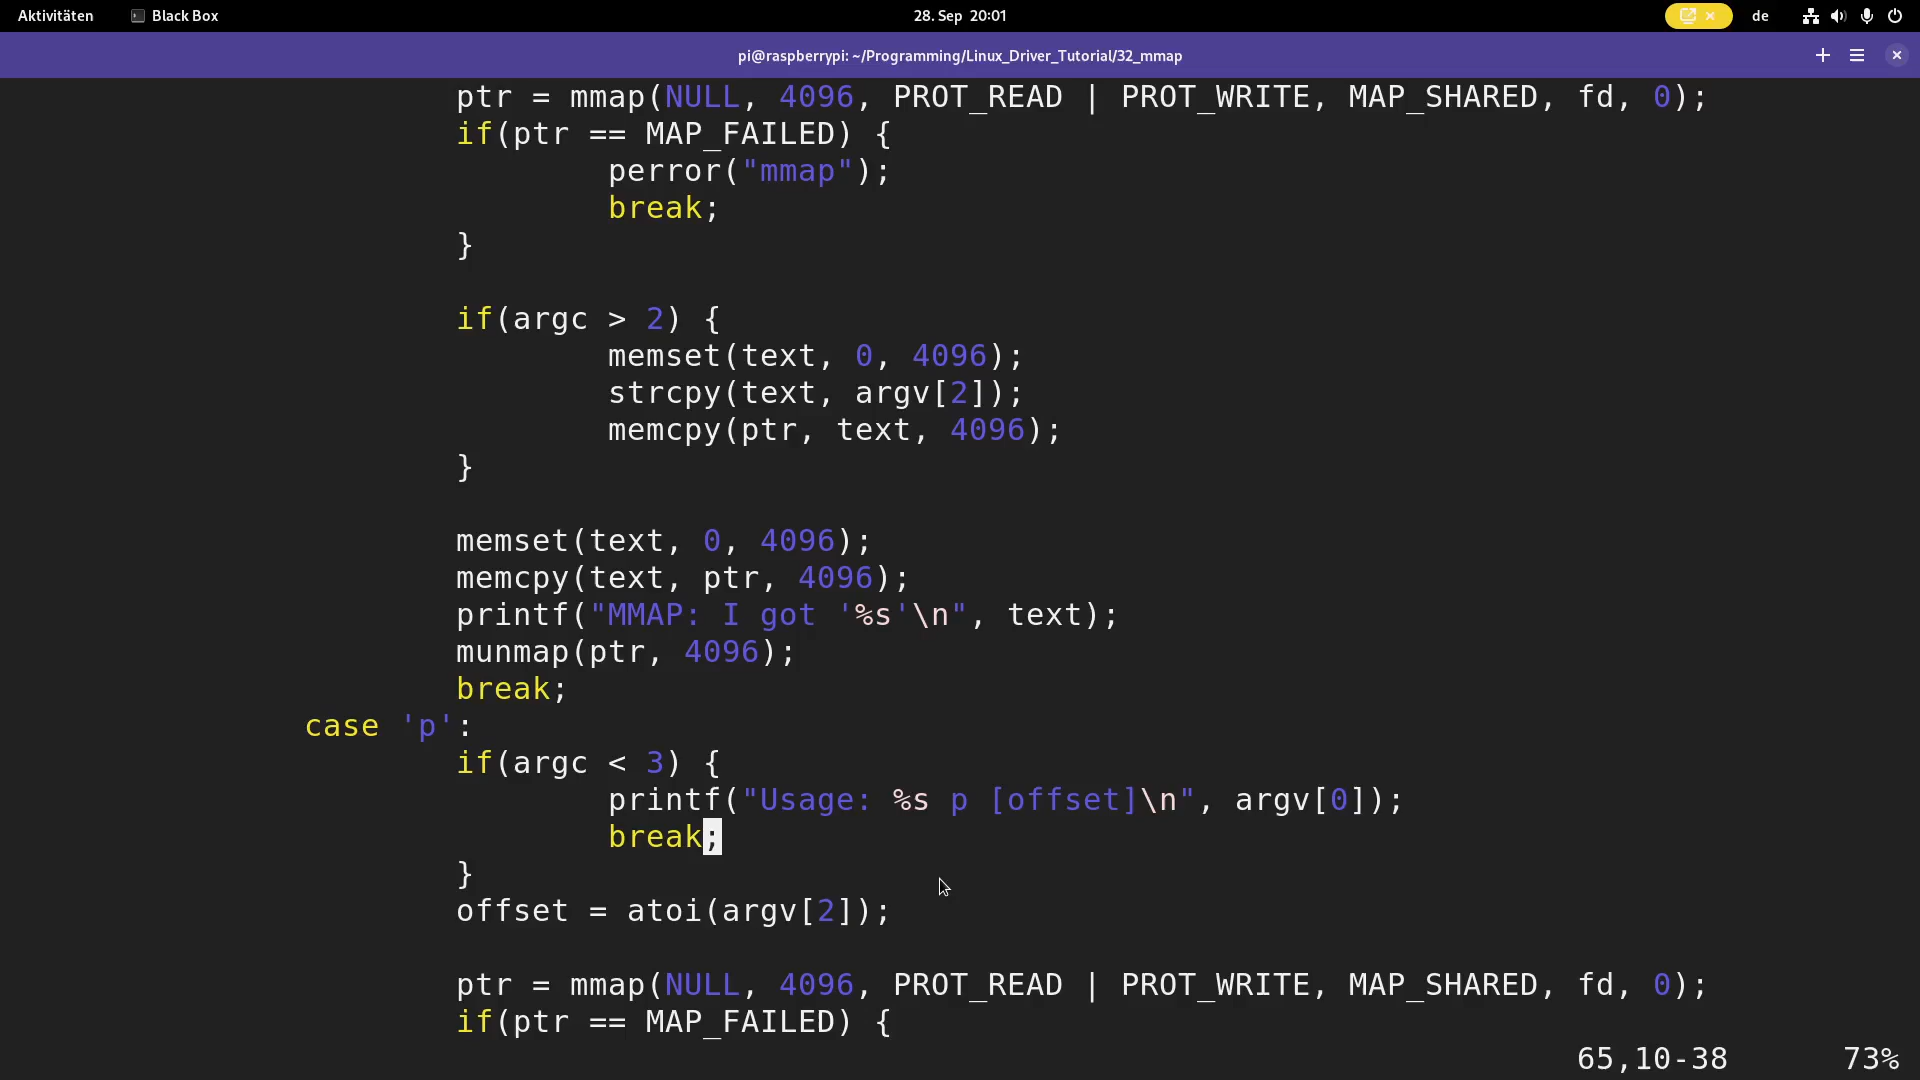 Aktivitäten Black Box 28. Sep 20:01 de
pi@raspberrypi: ~/Programming/Linux_Driver_Tutorial/32_mmap
ptr = mmap(NULL, 4096, PROT_READ | PROT_WRITE, MAP_SHARED, fd, 0);
if(ptr == MAP_FAILED) {
perror("mmap");
break;
}
if(argc > 2) {
memset(text, 0, 4096);
strcpy(text, argv[2]);
memcpy(ptr, text, 4096);
}
memset(text, 0, 4096);
memcpy(text, ptr, 4096);
printf("MMAP: I got '%s'\n", text);
munmap(ptr, 4096);
break;
case 'p':
if(argc < 3) {
printf("Usage: %s p [offset]\n", argv[0]);
break;
}
offset = atoi(argv[2]);
ptr = mmap(NULL, 4096, PROT_READ | PROT_WRITE, MAP_SHARED, fd, 0);
if(ptr == MAP_FAILED) {
65,10-38 73%